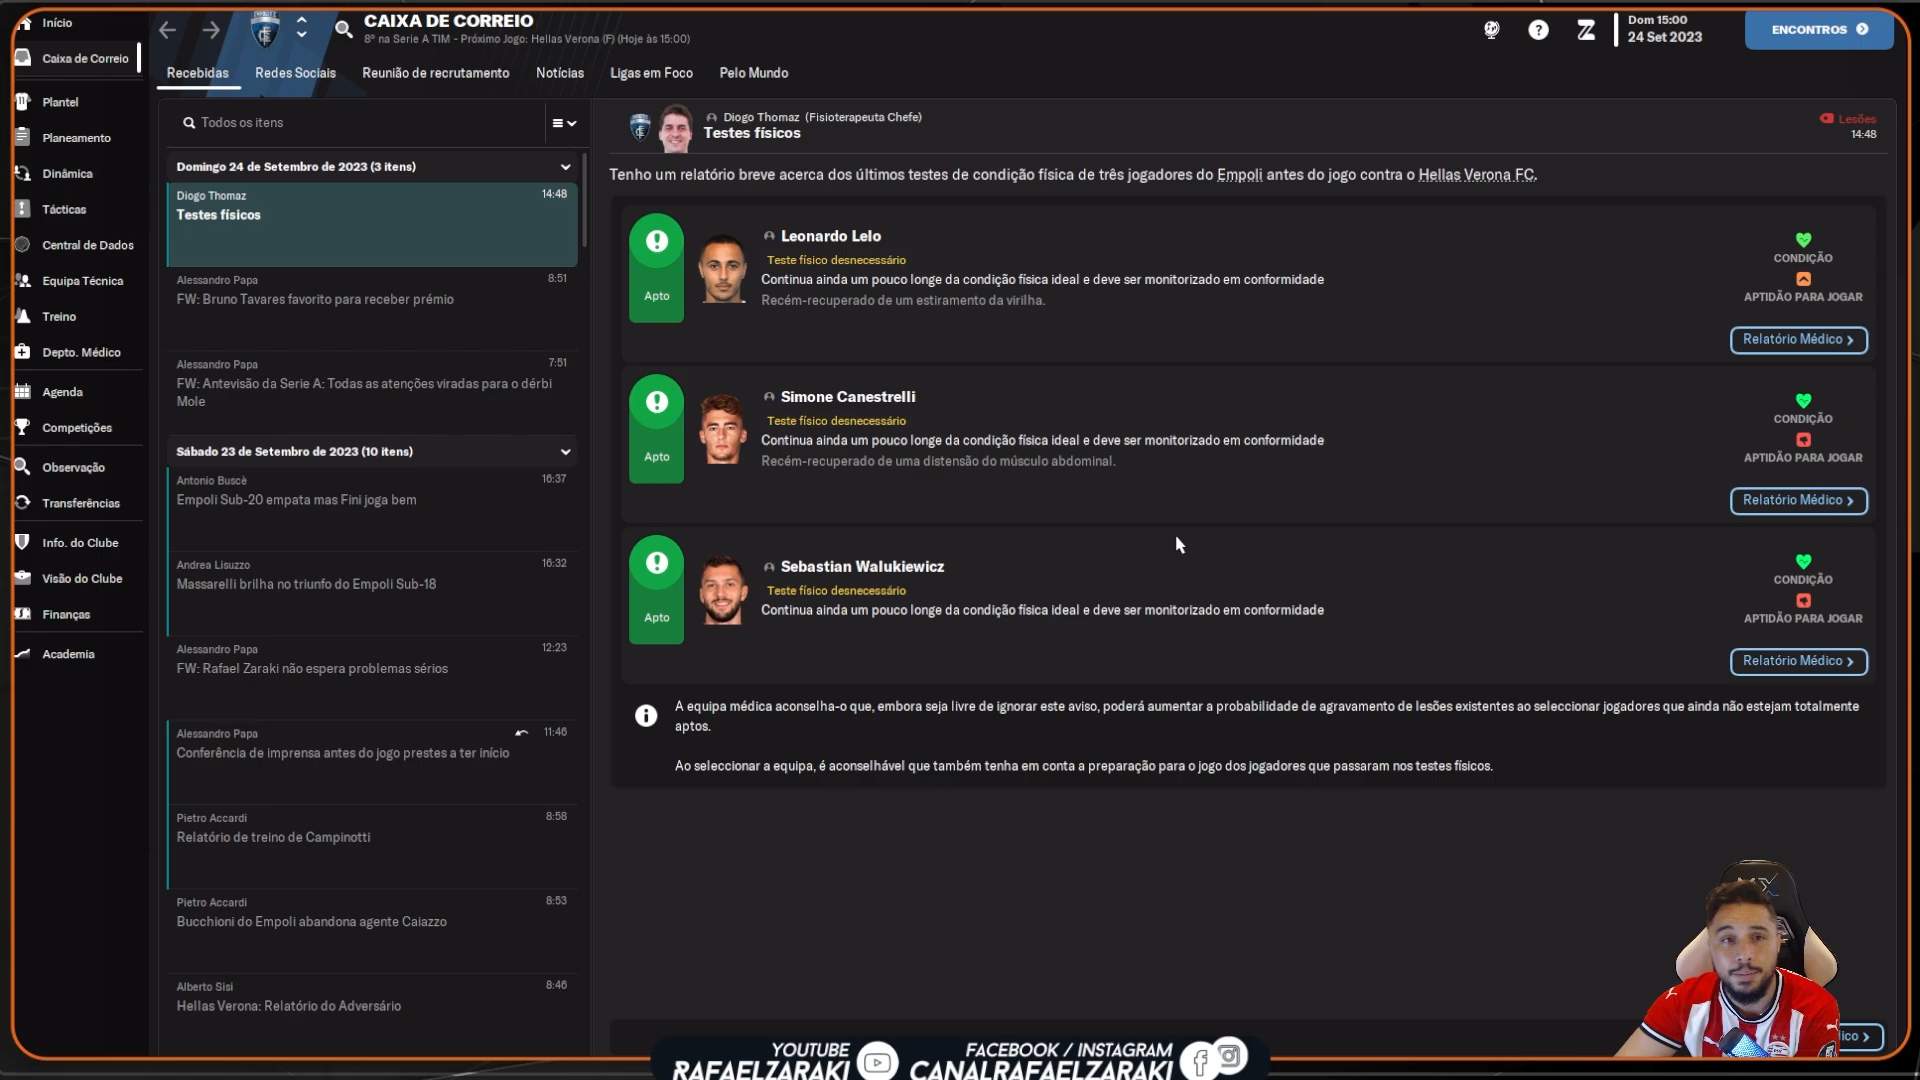 Início
Caixa de Correio
Plantel
Planeamento
Dinâmica
Tácticas
Central de Dados
Equipa Técnica
Treino
Depto. Médico
Agenda
Competições
Observação
Transferências
Info. do Clube
Visão do Clube
Finanças
Academia
CAIXA DE CORREIO
8º na Serie A TIM - Próximo Jogo: Hellas Verona (F) (Hoje às 15:00)
Dom 15:00
24 Set 2023
ENCONTROS
Recebidas
Redes Sociais
Reunião de recrutamento
Notícias
Ligas em Foco
Pelo Mundo
Todos os itens
Domingo 24 de Setembro de 2023 (3 itens)
Diogo Thomaz 14:48
Testes físicos
Alessandro Papa 8:51
FW: Bruno Tavares favorito para receber prémio
Alessandro Papa 7:51
FW: Antevisão da Serie A: Todas as atenções viradas para o dérbi
Mole
Sábado 23 de Setembro de 2023 (10 itens)
Antonio Buscè 16:37
Empoli Sub-20 empata mas Fini joga bem
Andrea Lisuzzo 16:32
Massarelli brilha no triunfo do Empoli Sub-18
Alessandro Papa 12:23
FW: Rafael Zaraki não espera problemas sérios
Alessandro Papa 11:46
Conferência de imprensa antes do jogo prestes a ter início
Pietro Accardi 8:58
Relatório de treino de Campinotti
Pietro Accardi 8:53
Bucchioni do Empoli abandona agente Caiazzo
Alberto Sisi 8:46
Hellas Verona: Relatório do Adversário
Diogo Thomaz (Fisioterapeuta Chefe)
Testes físicos
Lesões
14:48
Tenho um relatório breve acerca dos últimos testes de condição física de três jogadores do Empoli antes do jogo contra o Hellas Verona FC.
Apto
Leonardo Lelo
Teste físico desnecessário
Continua ainda um pouco longe da condição física ideal e deve ser monitorizado em conformidade
Recém-recuperado de um estiramento da virilha.
CONDIÇÃO
APTIDÃO PARA JOGAR
Relatório Médico
Apto
Simone Canestrelli
Teste físico desnecessário
Continua ainda um pouco longe da condição física ideal e deve ser monitorizado em conformidade
Recém-recuperado de uma distensão do músculo abdominal.
CONDIÇÃO
APTIDÃO PARA JOGAR
Relatório Médico
Apto
Sebastian Walukiewicz
Teste físico desnecessário
Continua ainda um pouco longe da condição física ideal e deve ser monitorizado em conformidade
CONDIÇÃO
APTIDÃO PARA JOGAR
Relatório Médico
A equipa médica aconselha-o que, embora seja livre de ignorar este aviso, poderá aumentar a probabilidade de agravamento de lesões existentes ao seleccionar jogadores que ainda não estejam totalmente
aptos.
Ao seleccionar a equipa, é aconselhável que também tenha em conta a preparação para o jogo dos jogadores que passaram nos testes físicos.
YOUTUBE
RAFAELZARAKI
FACEBOOK / INSTAGRAM
CANALRAFAELZARAKI